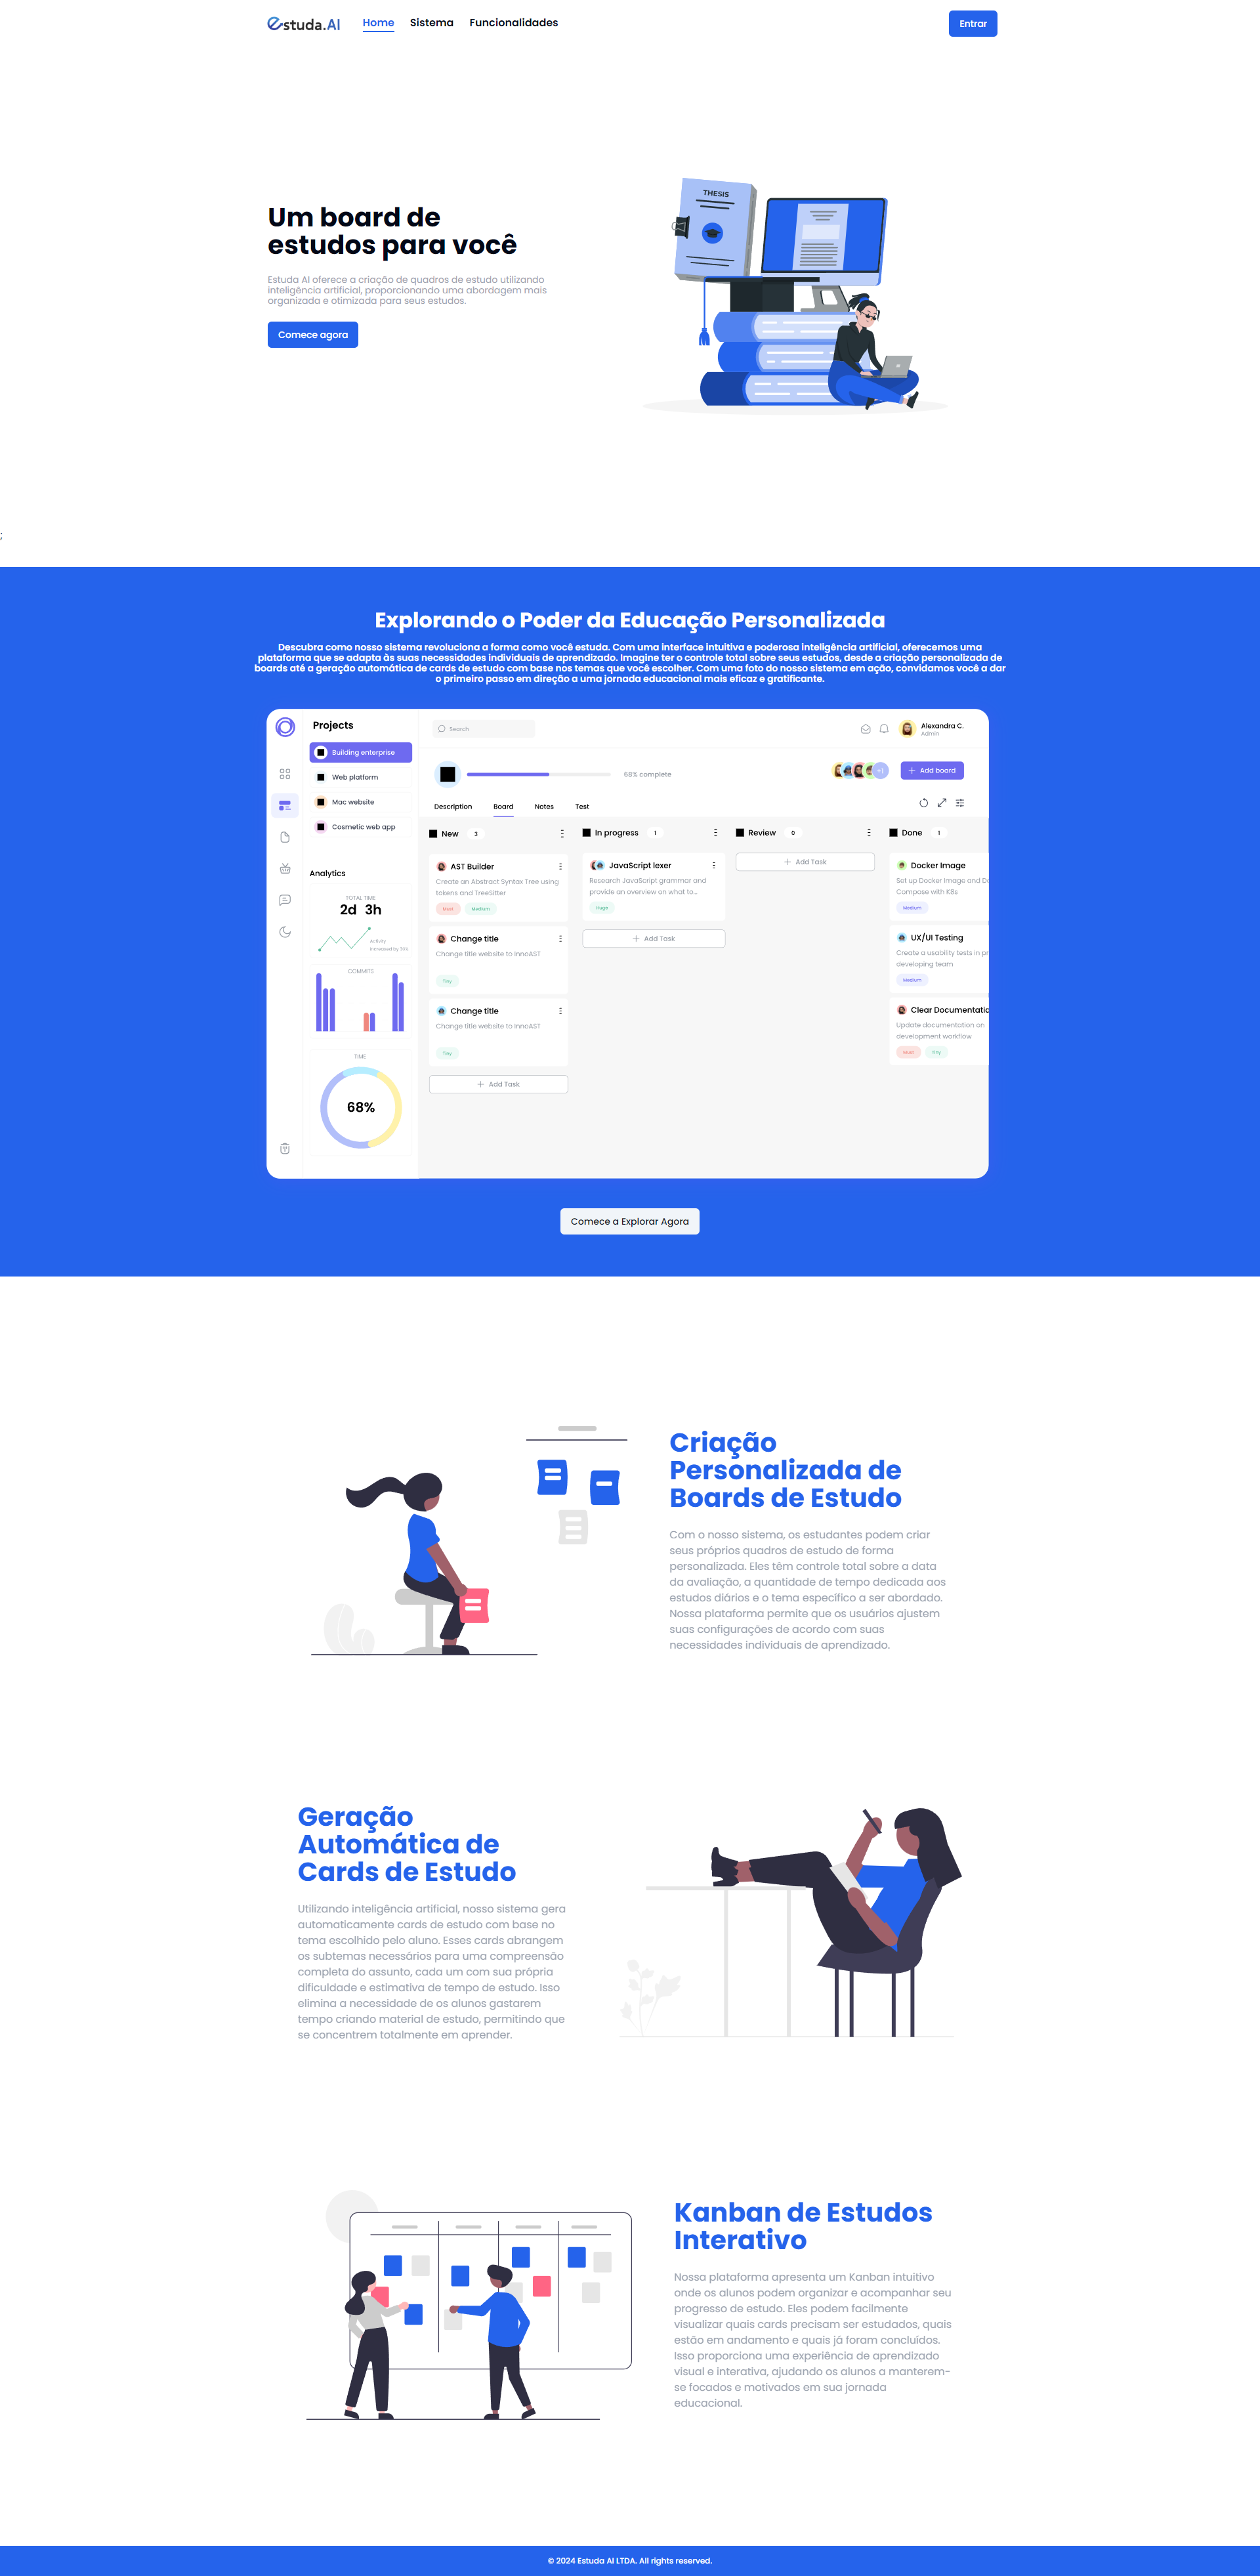 estuda.AI
Home
Sistema
Funcionalidades
Entrar
THESIS
Um board de
estudos para você
Estuda AI oferece a criação de quadros de estudo utilizando
inteligência artificial, proporcionando uma abordagem mais
organizada e otimizada para seus estudos.
Comece agora
;
Explorando o Poder da Educação Personalizada
Descubra como nosso sistema revoluciona a forma como você estuda. Com uma interface intuitiva e poderosa inteligência artificial, oferecemos uma
plataforma que se adapta às suas necessidades individuais de aprendizado. Imagine ter o controle total sobre seus estudos, desde a criação personalizada de
boards até a geração automática de cards de estudo com base nos temas que você escolher. Com uma foto do nosso sistema em ação, convidamos você a dar
o primeiro passo em direção a uma jornada educacional mais eficaz e gratificante.
Projects
Building enterprise
Web platform
Mac website
Cosmetic web app
Analytics
TOTAL TIME
2d 3h
Activity
increased by 50%
COMMITS
TIME
68%
Search
Alexandra C.
Admin
68% complete
+5
Add board
Description
Board
Notes
Test
New 3
AST Builder
Create an Abstract Syntax Tree using
tokens and TreeSitter
Must
Medium
Change title
Change title website to InnoAST
Tiny
Change title
Change title website to InnoAST
Tiny
Add Task
In progress 1
JavaScript lexer
Research JavaScript grammar and
provide an overview on what to...
Huge
Add Task
Review 0
Add Task
Done 1
Docker Image
Set up Docker Image and Do
Compose with K8s
Medium
UX/UI Testing
Create a usability tests in pr
developing team
Medium
Clear Documentatio
Update documentation on
development workflow
Must
Tiny
Comece a Explorar Agora
Criação
Personalizada de
Boards de Estudo
Com o nosso sistema, os estudantes podem criar
seus próprios quadros de estudo de forma
personalizada. Eles têm controle total sobre a data
da avaliação, a quantidade de tempo dedicada aos
estudos diários e o tema específico a ser abordado.
Nossa plataforma permite que os usuários ajustem
suas configurações de acordo com suas
necessidades individuais de aprendizado.
Geração
Automática de
Cards de Estudo
Utilizando inteligência artificial, nosso sistema gera
automaticamente cards de estudo com base no
tema escolhido pelo aluno. Esses cards abrangem
os subtemas necessários para uma compreensão
completa do assunto, cada um com sua própria
dificuldade e estimativa de tempo de estudo. Isso
elimina a necessidade de os alunos gastarem
tempo criando material de estudo, permitindo que
se concentrem totalmente em aprender.
Kanban de Estudos
Interativo
Nossa plataforma apresenta um Kanban intuitivo
onde os alunos podem organizar e acompanhar seu
progresso de estudo. Eles podem facilmente
visualizar quais cards precisam ser estudados, quais
estão em andamento e quais já foram concluídos.
Isso proporciona uma experiência de aprendizado
visual e interativa, ajudando os alunos a manterem-
se focados e motivados em sua jornada
educacional.
© 2024 Estuda AI LTDA. All rights reserved.